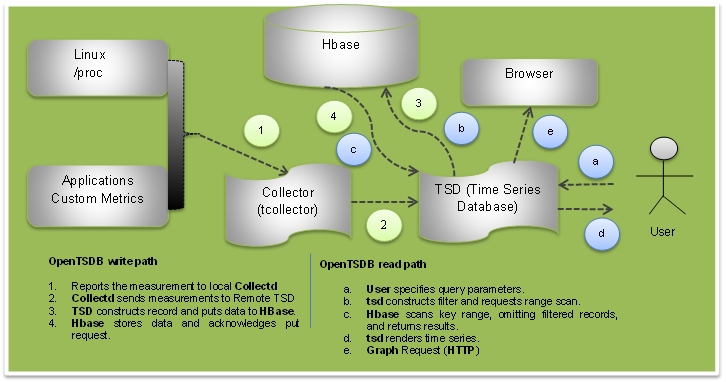 Linux
/proc
Hbase
Browser
1
4
3
b
c
e
a
Applications
Custom Metrics
Collector
(tcollector)
TSD (Time Series
Database)
2
d
User
OpenTSDB write path
1. Reports the measurement to local Collectd
2. Collectd sends measurements to Remote TSD
3. TSD constructs record and puts data to HBase.
4. Hbase stores data and acknowledges put
request.
OpenTSDB read path
a. User specifies query parameters.
b. tsd constructs filter and requests range scan.
c. Hbase scans key range, omitting filtered records,
and returns results.
d. tsd renders time series.
e. Graph Request (HTTP)